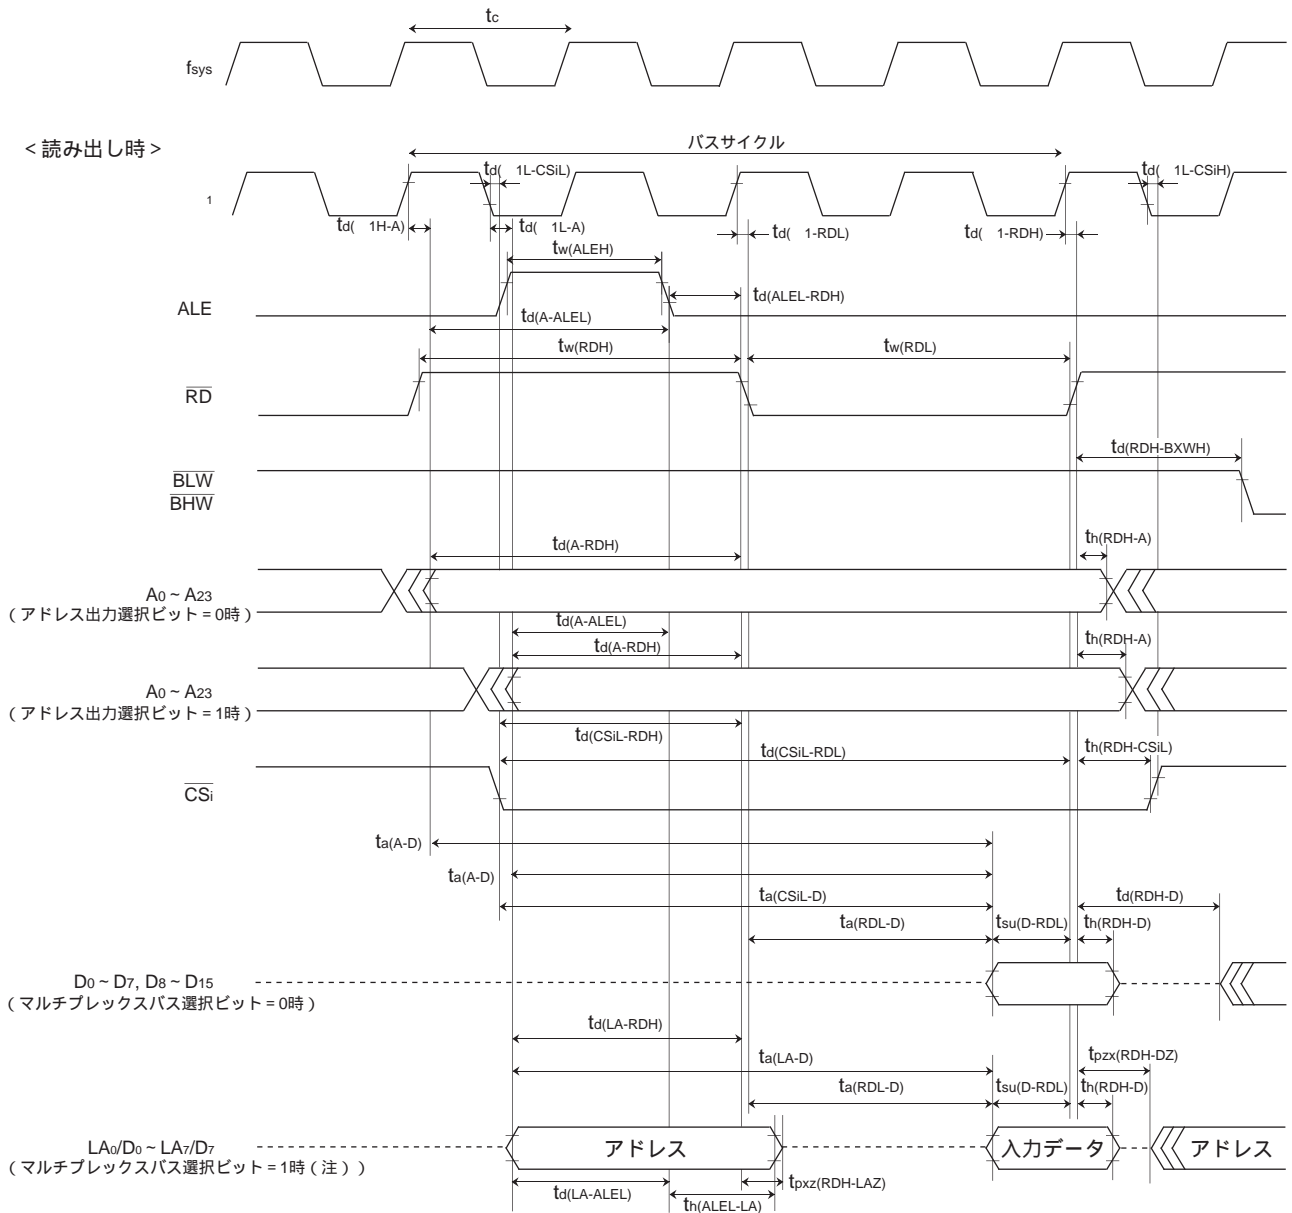 tc
fsys
＜読み出し時＞
バスサイクル
td( 1L-CSiL)
td( 1L-CSiH)
1
td( 1H-A)
td( 1L-A)
td( 1-RDL)
td( 1-RDH)
tw(ALEH)
ALE
td(ALEL-RDH)
td(A-ALEL)
tw(RDH)
tw(RDL)
RD
td(RDH-BXWH)
BLW
BHW
td(A-RDH)
th(RDH-A)
A0 ~ A23
（アドレス出力選択ビット = 0時）
td(A-ALEL)
td(A-RDH)
th(RDH-A)
A0 ~ A23
（アドレス出力選択ビット = 1時）
td(CSiL-RDH)
td(CSiL-RDL)
th(RDH-CSiL)
CSi
ta(A-D)
ta(A-D)
ta(CSiL-D)
td(RDH-D)
ta(RDL-D)
tsu(D-RDL)
th(RDH-D)
D0 ~ D7, D8 ~ D15
（マルチプレックスバス選択ビット = 0時）
td(LA-RDH)
ta(LA-D)
tpzx(RDH-DZ)
ta(RDL-D)
tsu(D-RDL)
th(RDH-D)
LA0/D0 ~ LA7/D7
アドレス
入力データ
アドレス
（マルチプレックスバス選択ビット = 1時（注））
td(LA-ALEL)
tpxz(RDH-LAZ)
th(ALEL-LA)